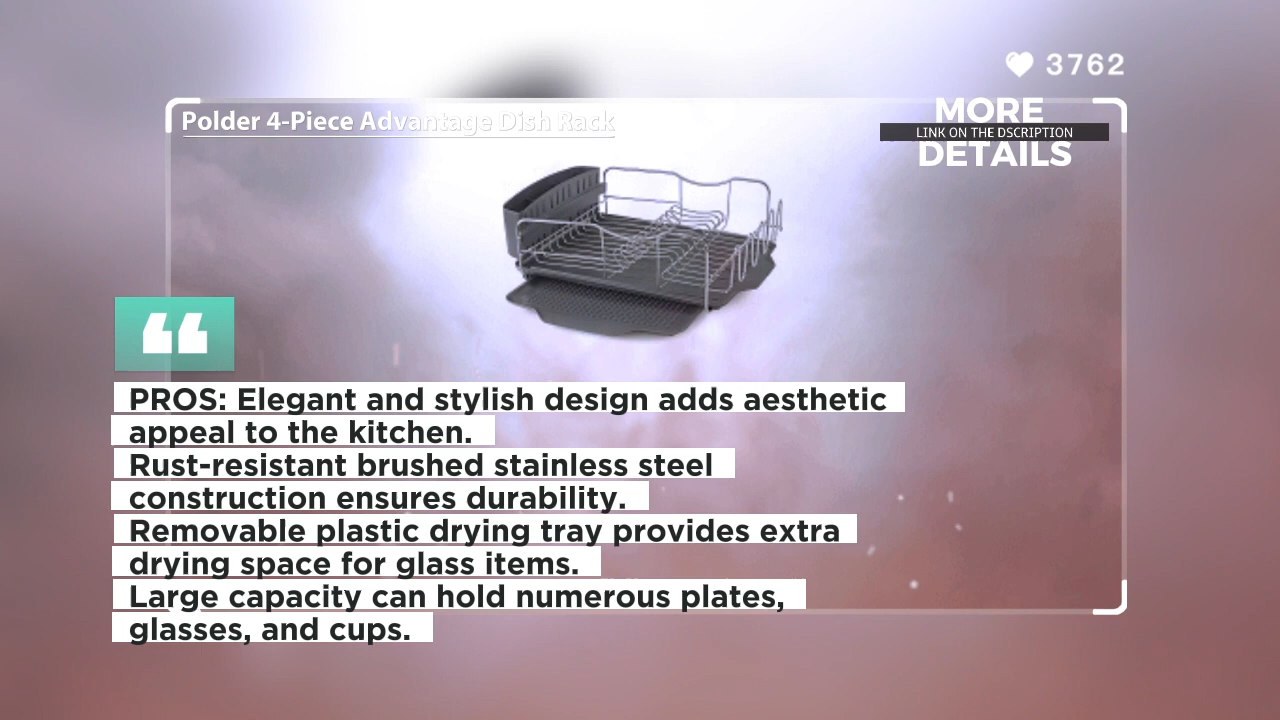 3762
Polder 4-Piece Advantage Dish Rack
MORE
LINK ON THE DSCRIPTION
DETAILS
“
PROS: Elegant and stylish design adds aesthetic
appeal to the kitchen.
Rust-resistant brushed stainless steel
construction ensures durability.
Removable plastic drying tray provides extra
drying space for glass items.
Large capacity can hold numerous plates,
glasses, and cups.